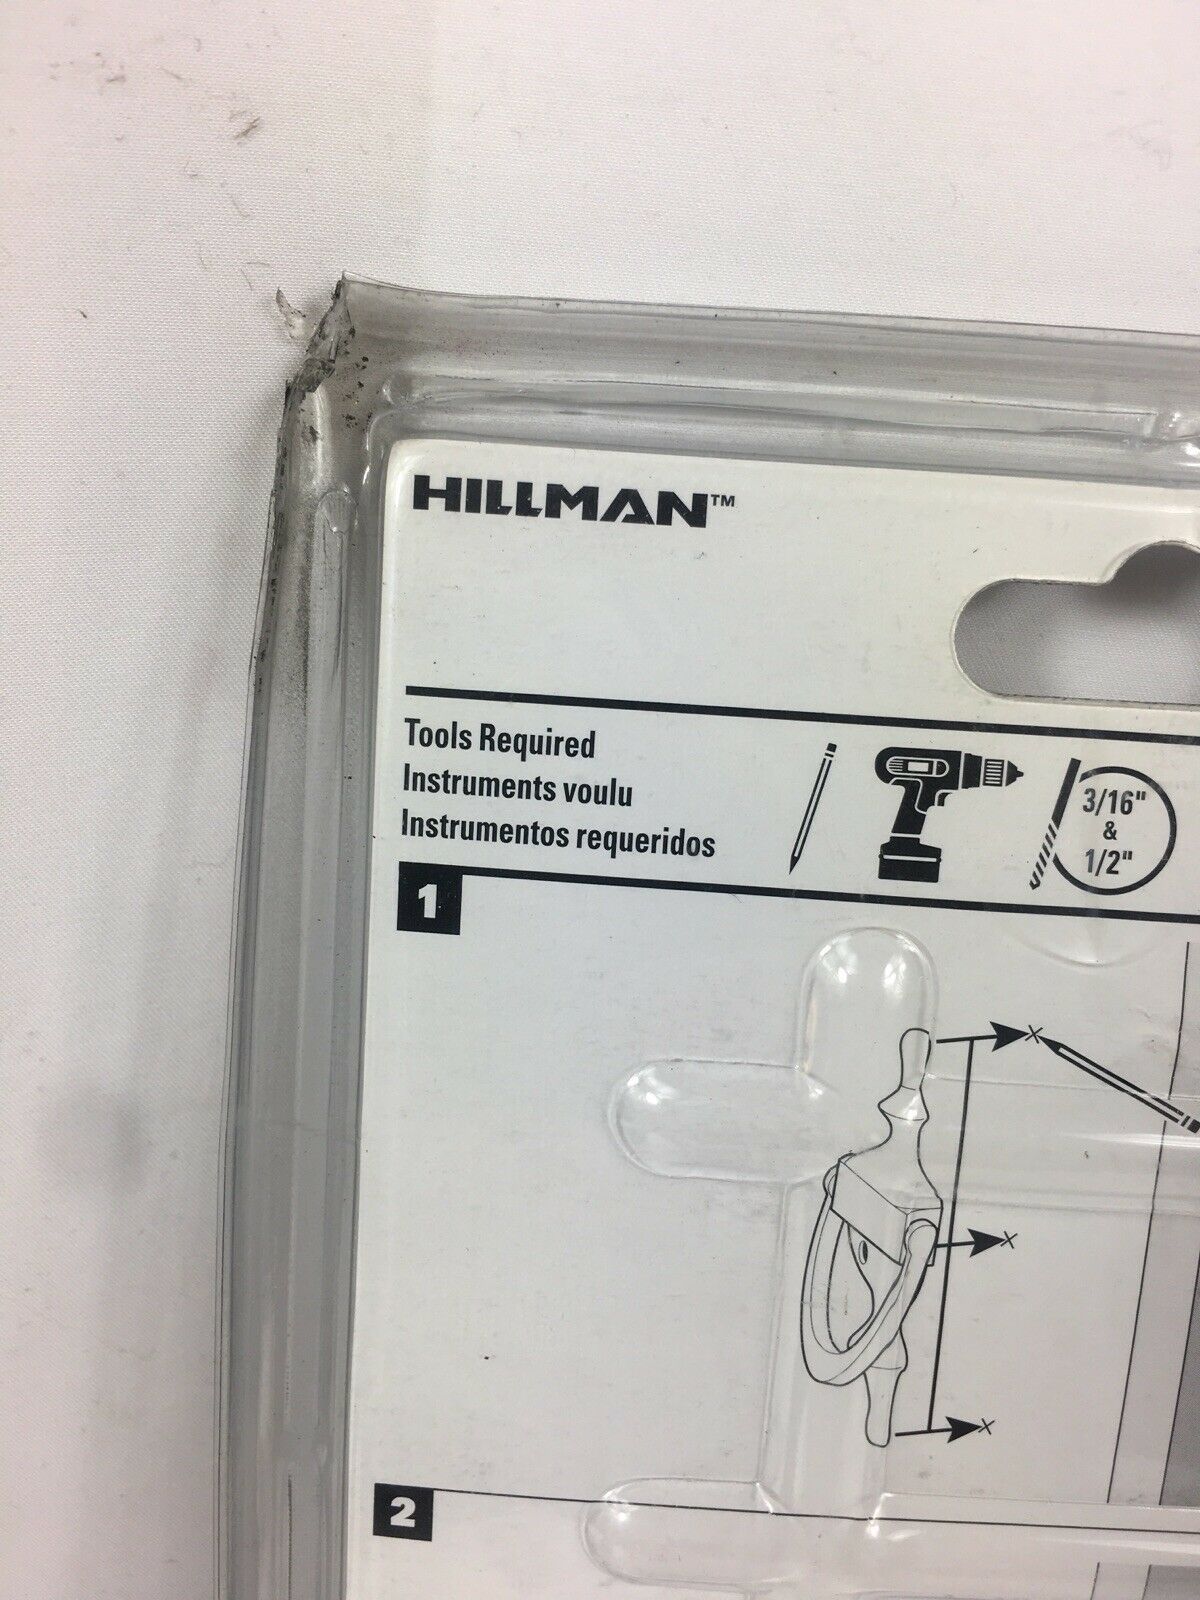 HILLMAN™
Tools Required
Instruments voulu
Instrumentos requeridos
3/16"
&
1/2"
1
2